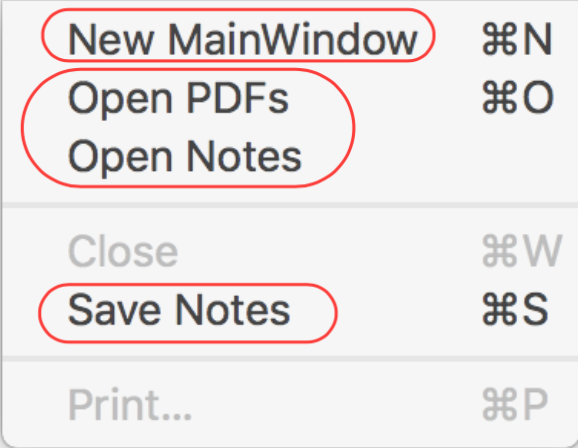 New MainWindow ⌘N
Open PDFs ⌘O
Open Notes
Close ⌘W
Save Notes ⌘S
Print... ⌘P